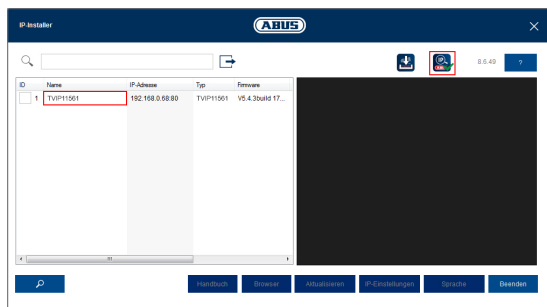 IP-Installer
ABUS
8.6.49
?
ID Name IP-Adresse Typ Firmware
1 TVIP11561 192.168.0.68:80 TVIP11561 V5.4.3build 17...
Handbuch Browser Aktualisieren IP-Einstellungen Sprache Beenden